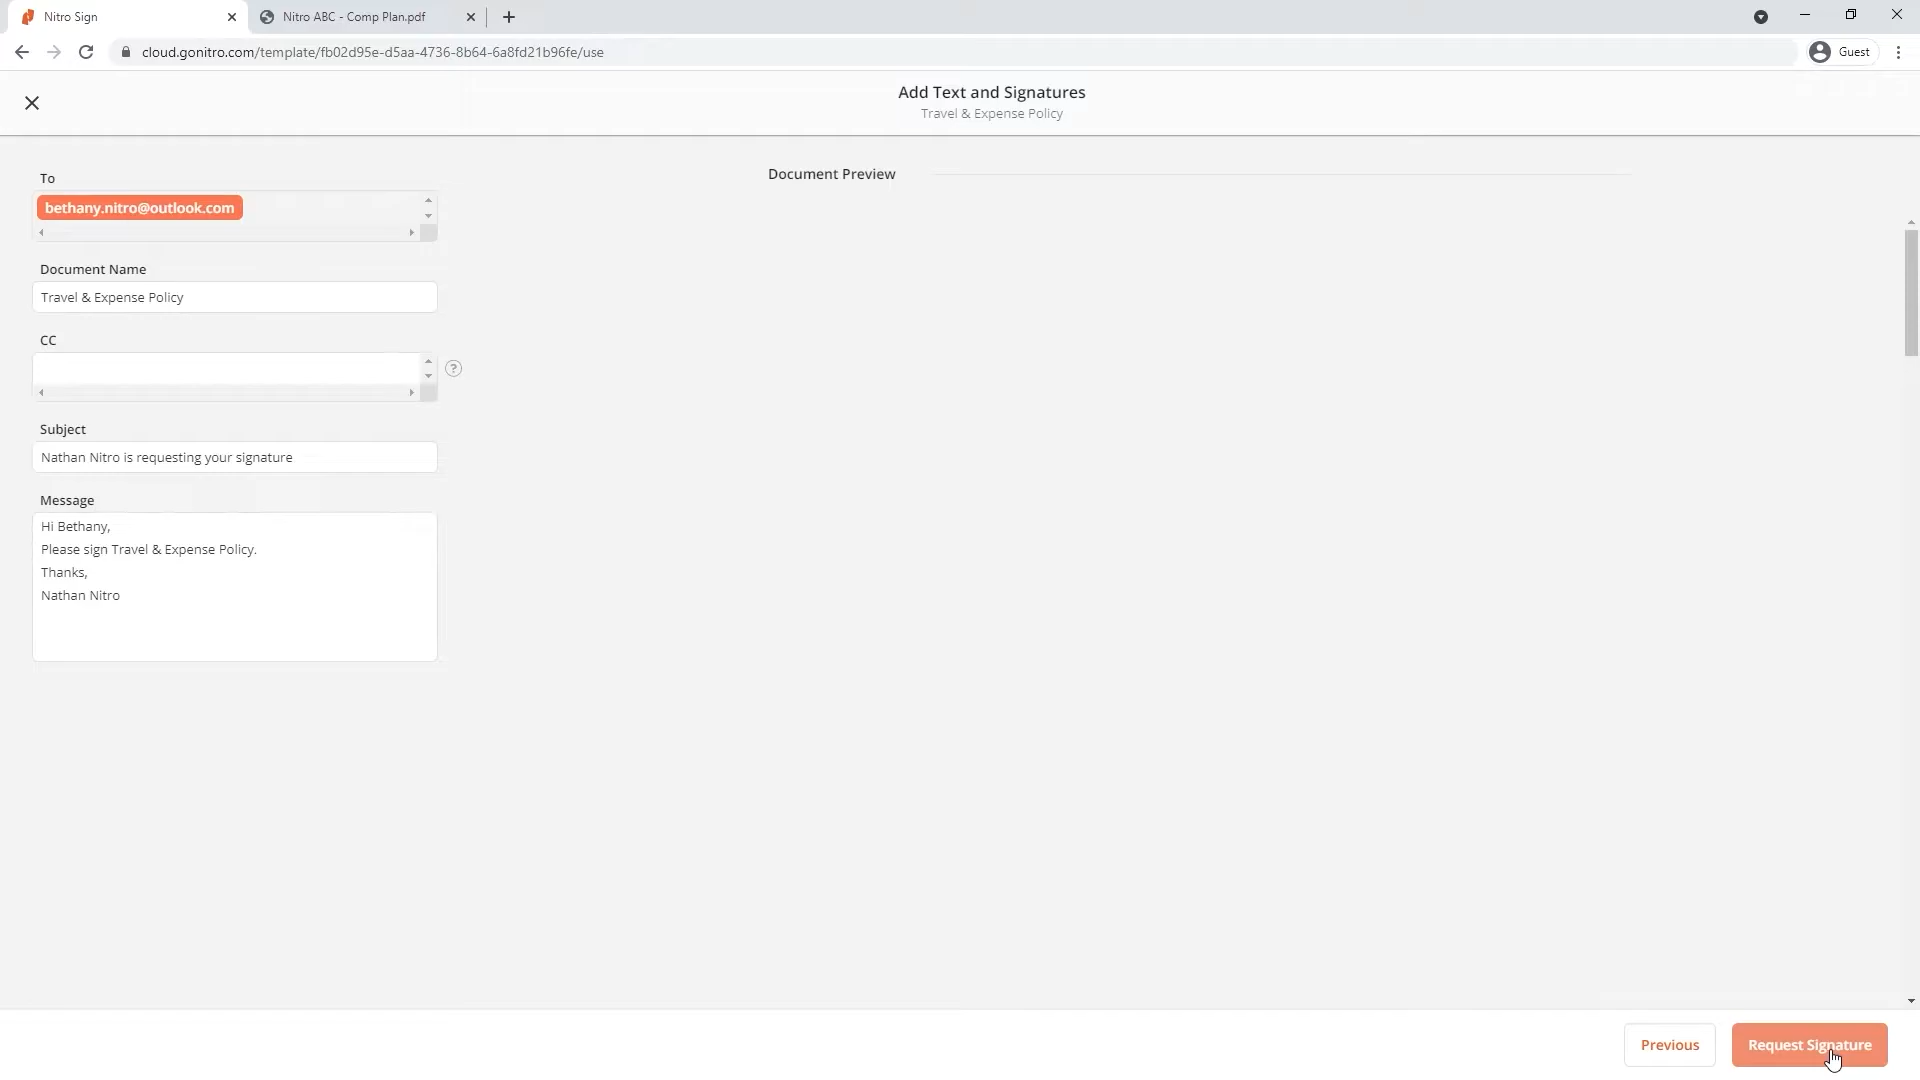 Nitro Sign
Nitro ABC - Comp Plan.pdf
cloud.gonitro.com/template/fb02d95e-d5aa-4736-8b64-6a8fd21b96fe/use
Guest
Add Text and Signatures
Travel & Expense Policy
To
bethany.nitro@outlook.com
Document Name
Travel & Expense Policy
CC
?
Subject
Nathan Nitro is requesting your signature
Message
Hi Bethany,
Please sign Travel & Expense Policy.
Thanks,
Nathan Nitro
Document Preview
Previous
Request Signature